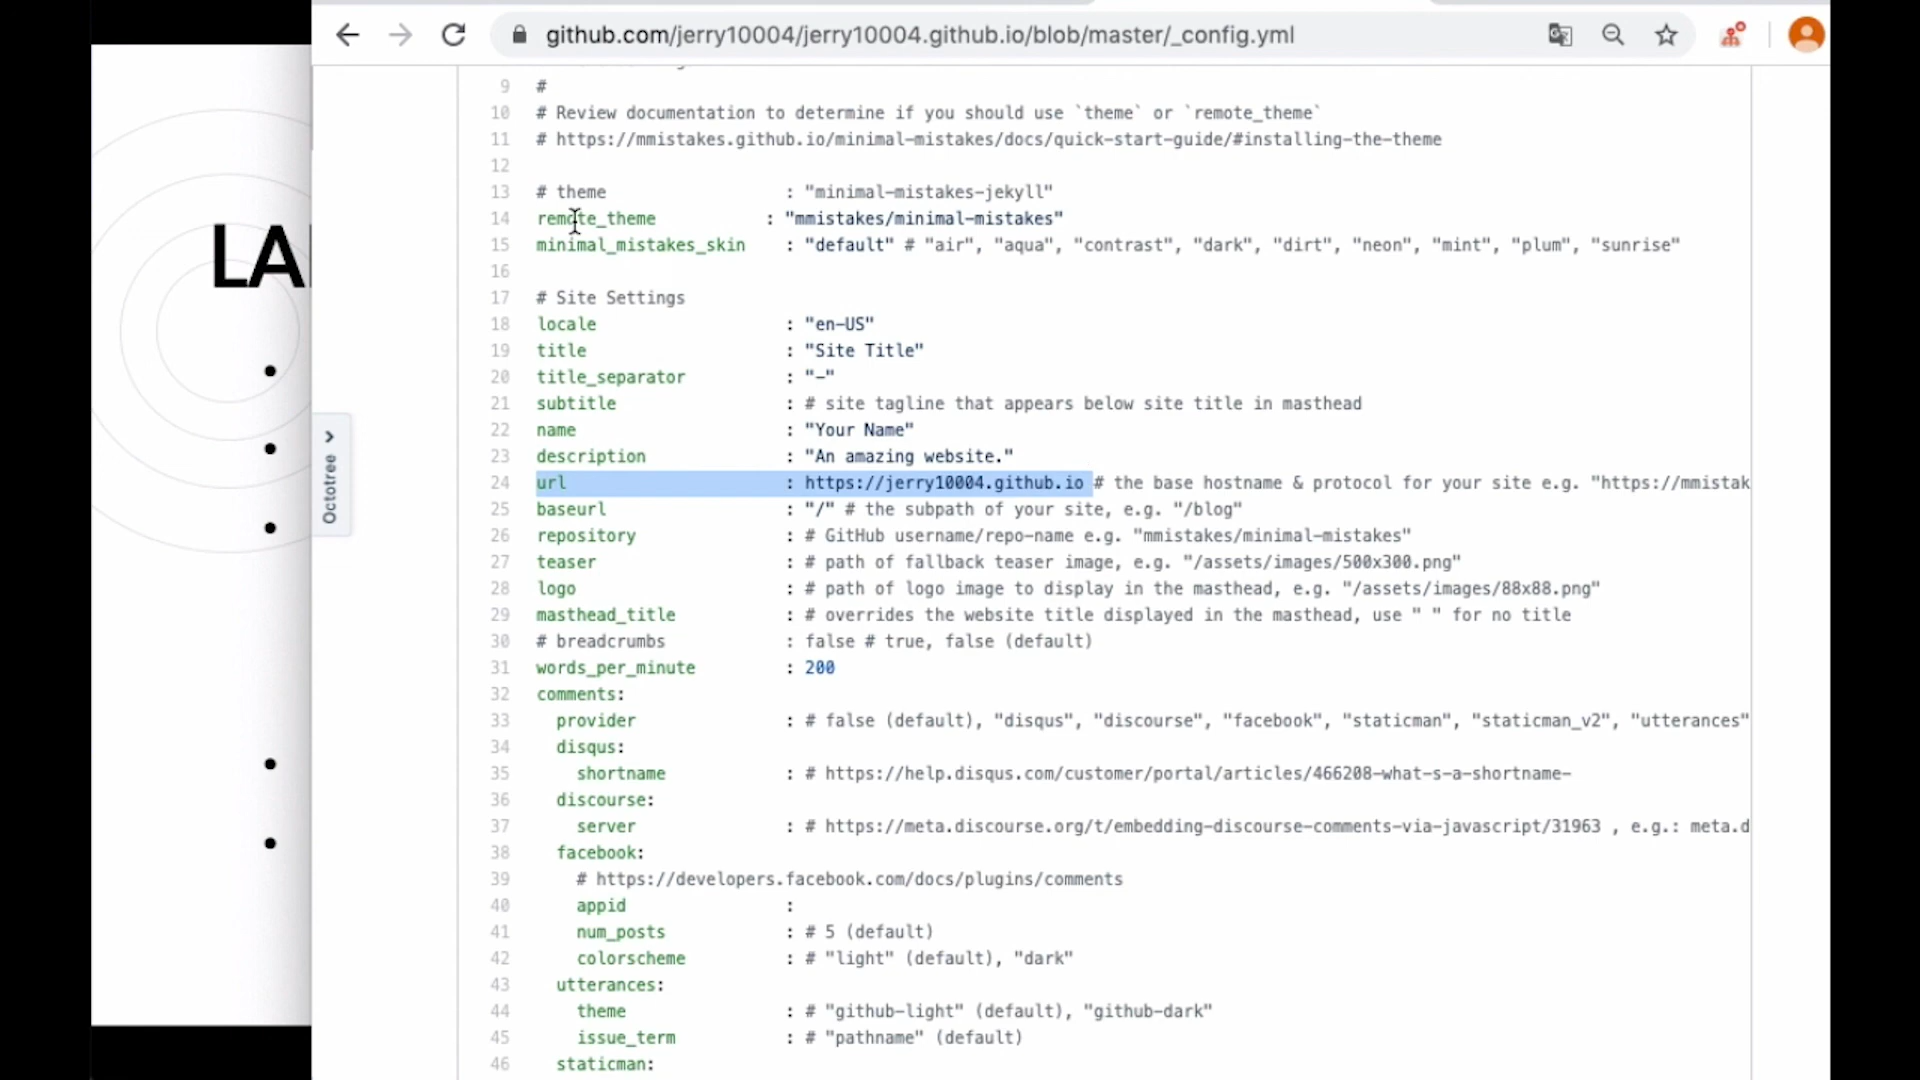 github.com/jerry10004/jerry10004.github.io/blob/master/_config.yml
9 #
10 # Review documentation to determine if you should use `theme` or `remote_theme`
11 # https://mmistakes.github.io/minimal-mistakes/docs/quick-start-guide/#installing-the-theme
12
13 # theme : "minimal-mistakes-jekyll"
14 remote_theme : "mmistakes/minimal-mistakes"
15 minimal_mistakes_skin : "default" # "air", "aqua", "contrast", "dark", "dirt", "neon", "mint", "plum", "sunrise"
16
17 # Site Settings
18 locale : "en-US"
19 title : "Site Title"
20 title_separator : "-"
21 subtitle : # site tagline that appears below site title in masthead
22 name : "Your Name"
23 description : "An amazing website."
24 url : https://jerry10004.github.io # the base hostname & protocol for your site e.g. "https://mmistak
25 baseurl : "/" # the subpath of your site, e.g. "/blog"
26 repository : # GitHub username/repo-name e.g. "mmistakes/minimal-mistakes"
27 teaser : # path of fallback teaser image, e.g. "/assets/images/500x300.png"
28 logo : # path of logo image to display in the masthead, e.g. "/assets/images/88x88.png"
29 masthead_title : # overrides the website title displayed in the masthead, use " " for no title
30 # breadcrumbs : false # true, false (default)
31 words_per_minute : 200
32 comments:
33 provider : # false (default), "disqus", "discourse", "facebook", "staticman", "staticman_v2", "utterances"
34 disqus:
35 shortname : # https://help.disqus.com/customer/portal/articles/466208-what-s-a-shortname-
36 discourse:
37 server : # https://meta.discourse.org/t/embedding-discourse-comments-via-javascript/31963 , e.g.: meta.d
38 facebook:
39 # https://developers.facebook.com/docs/plugins/comments
40 appid :
41 num_posts : # 5 (default)
42 colorscheme : # "light" (default), "dark"
43 utterances:
44 theme : # "github-light" (default), "github-dark"
45 issue_term : # "pathname" (default)
46 staticman:
Octotree
LA